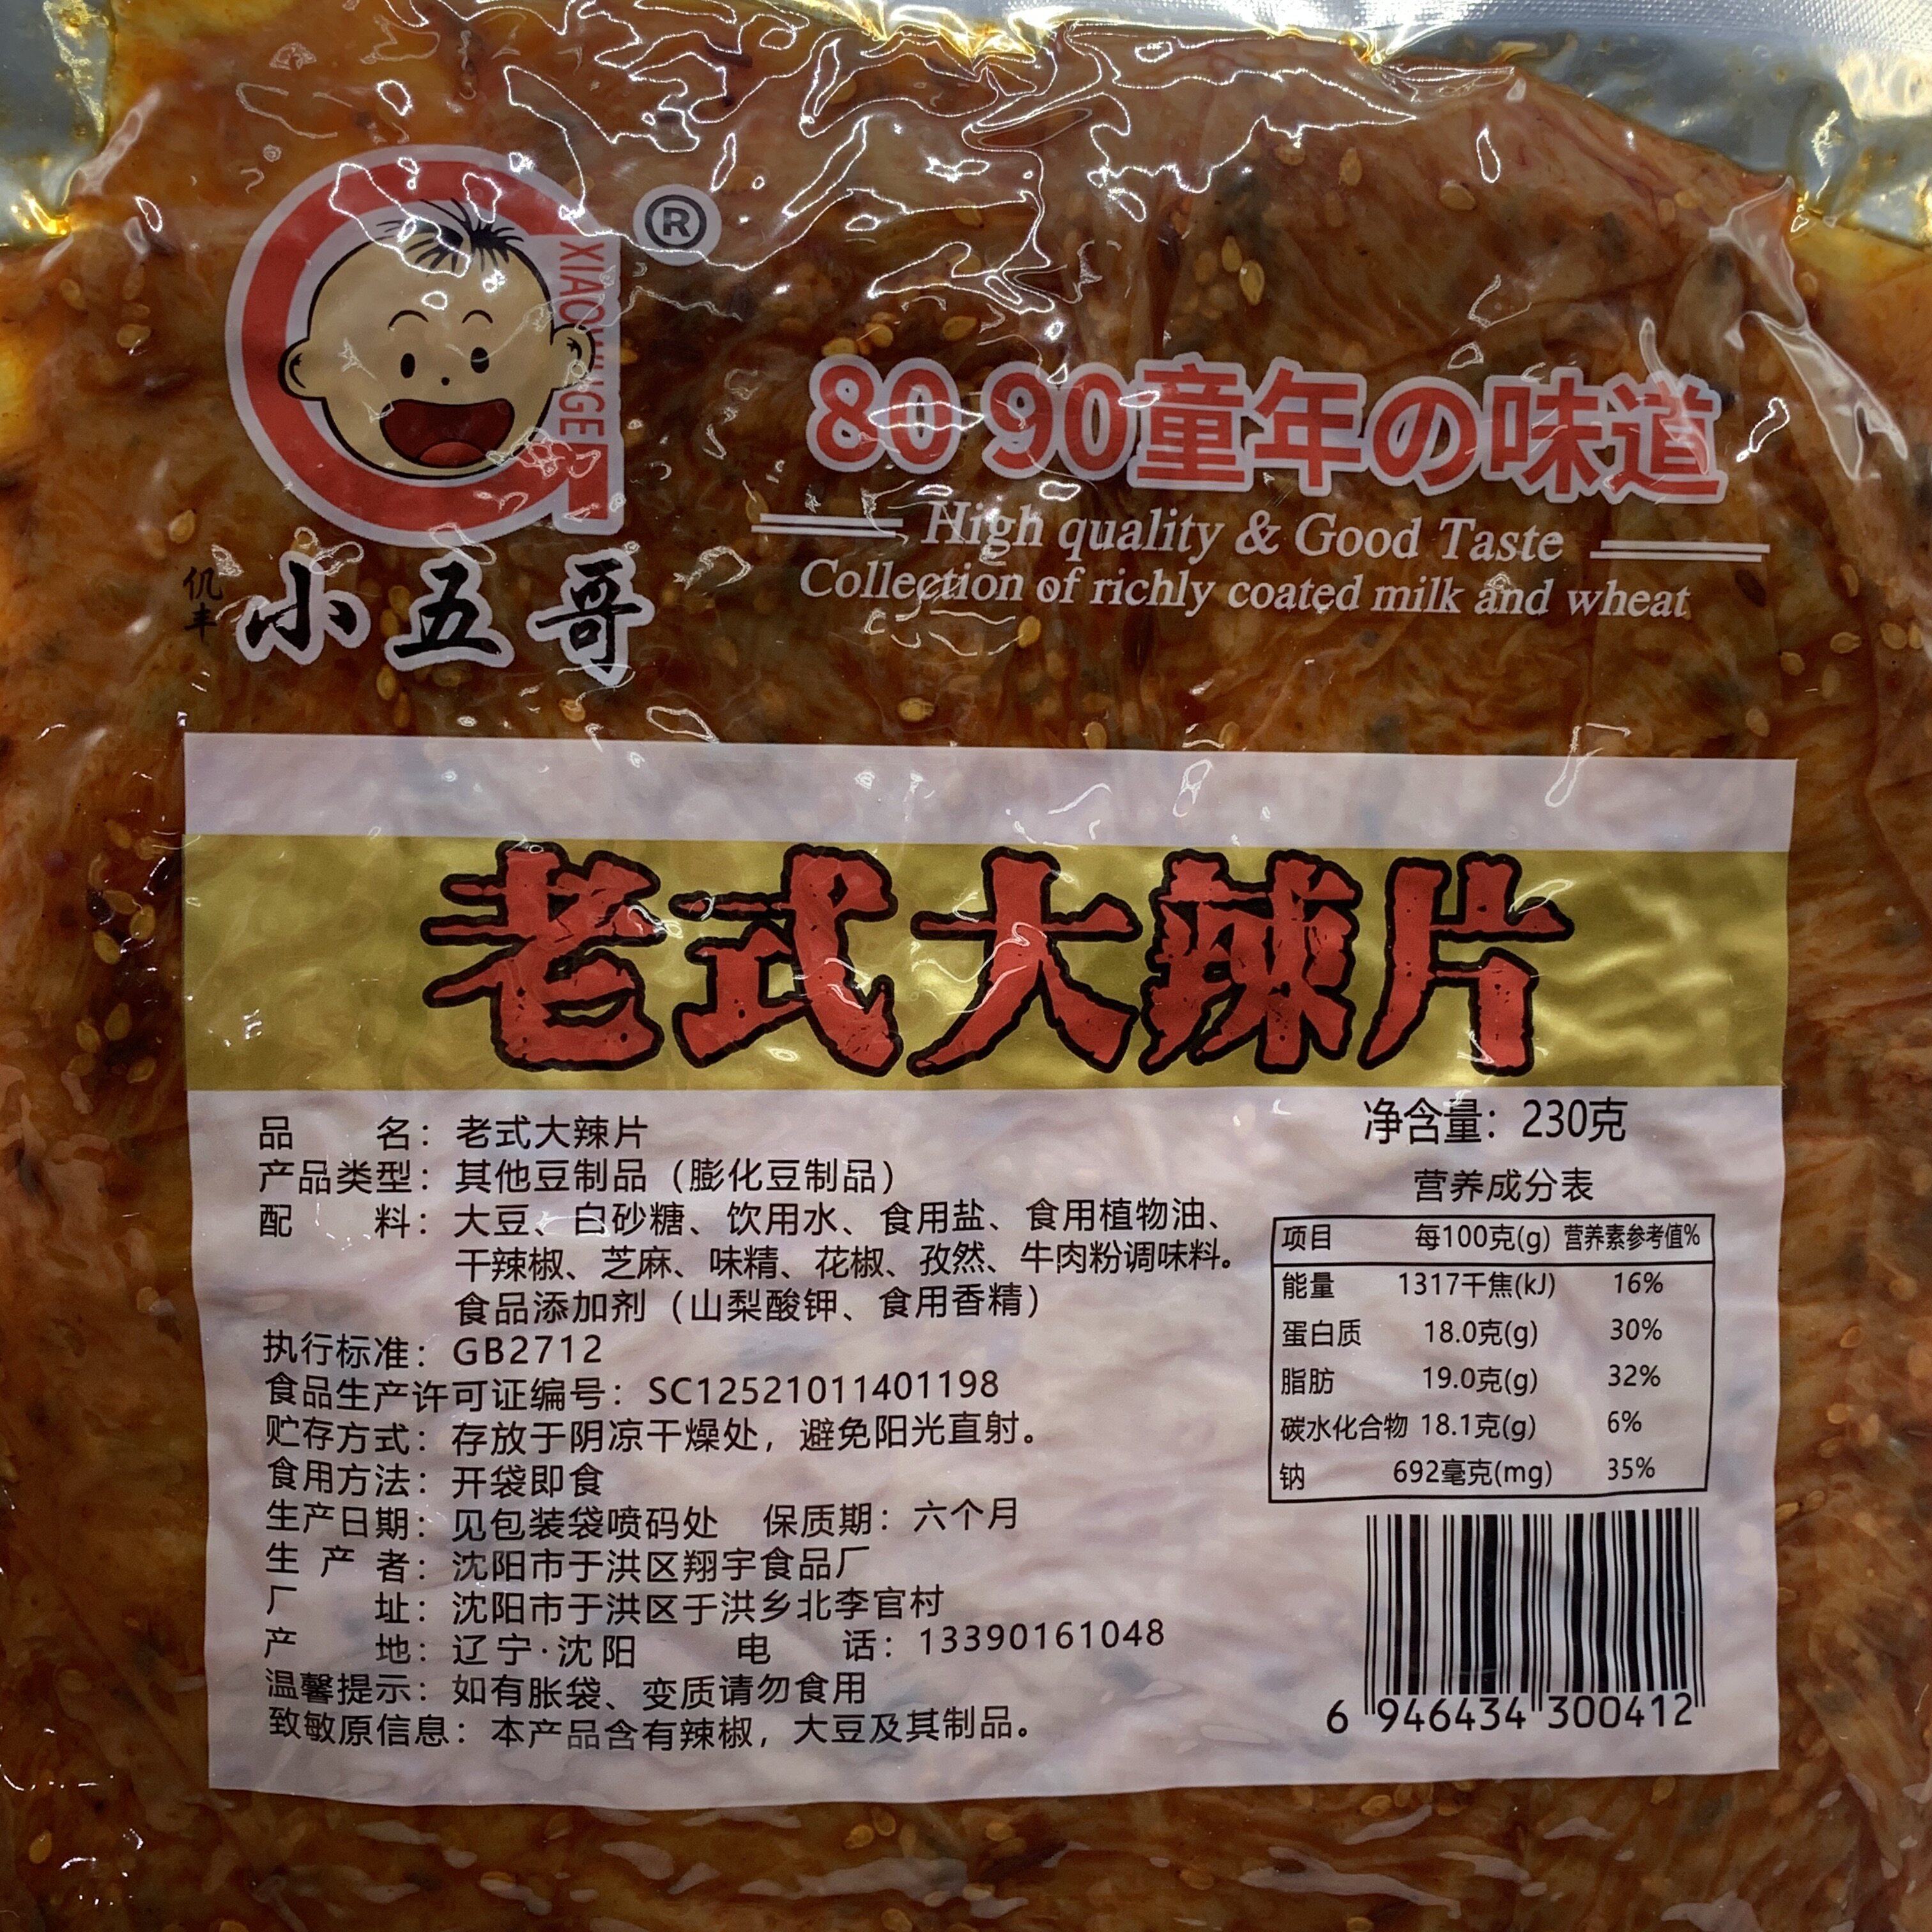 ®
80 90童年の味道
High quality & Good Taste
Collection of richly coated milk and wheat
仉丰 小五哥
老式大辣片
品 名：老式大辣片
产品类型：其他豆制品（膨化豆制品）
配 料：大豆、白砂糖、饮用水、食用盐、食用植物油、
干辣椒、芝麻、味精、花椒、孜然、牛肉粉调味料。
食品添加剂（山梨酸钾、食用香精）
执行标准：GB2712
食品生产许可证编号：SC12521011401198
贮存方式：存放于阴凉干燥处，避免阳光直射。
食用方法：开袋即食
生产日期：见包装袋喷码处 保质期：六个月
生 产 者：沈阳市于洪区翔宇食品厂
厂 址：沈阳市于洪区于洪乡北李官村
产 地：辽宁·沈阳 电 话：13390161048
温馨提示：如有胀袋、变质请勿食用
致敏原信息：本产品含有辣椒，大豆及其制品。
净含量：230克
营养成分表
项目 每100克(g) 营养素参考值%
能量 1317千焦(kJ) 16%
蛋白质 18.0克(g) 30%
脂肪 19.0克(g) 32%
碳水化合物 18.1克(g) 6%
钠 692毫克(mg) 35%
6 946434 300412